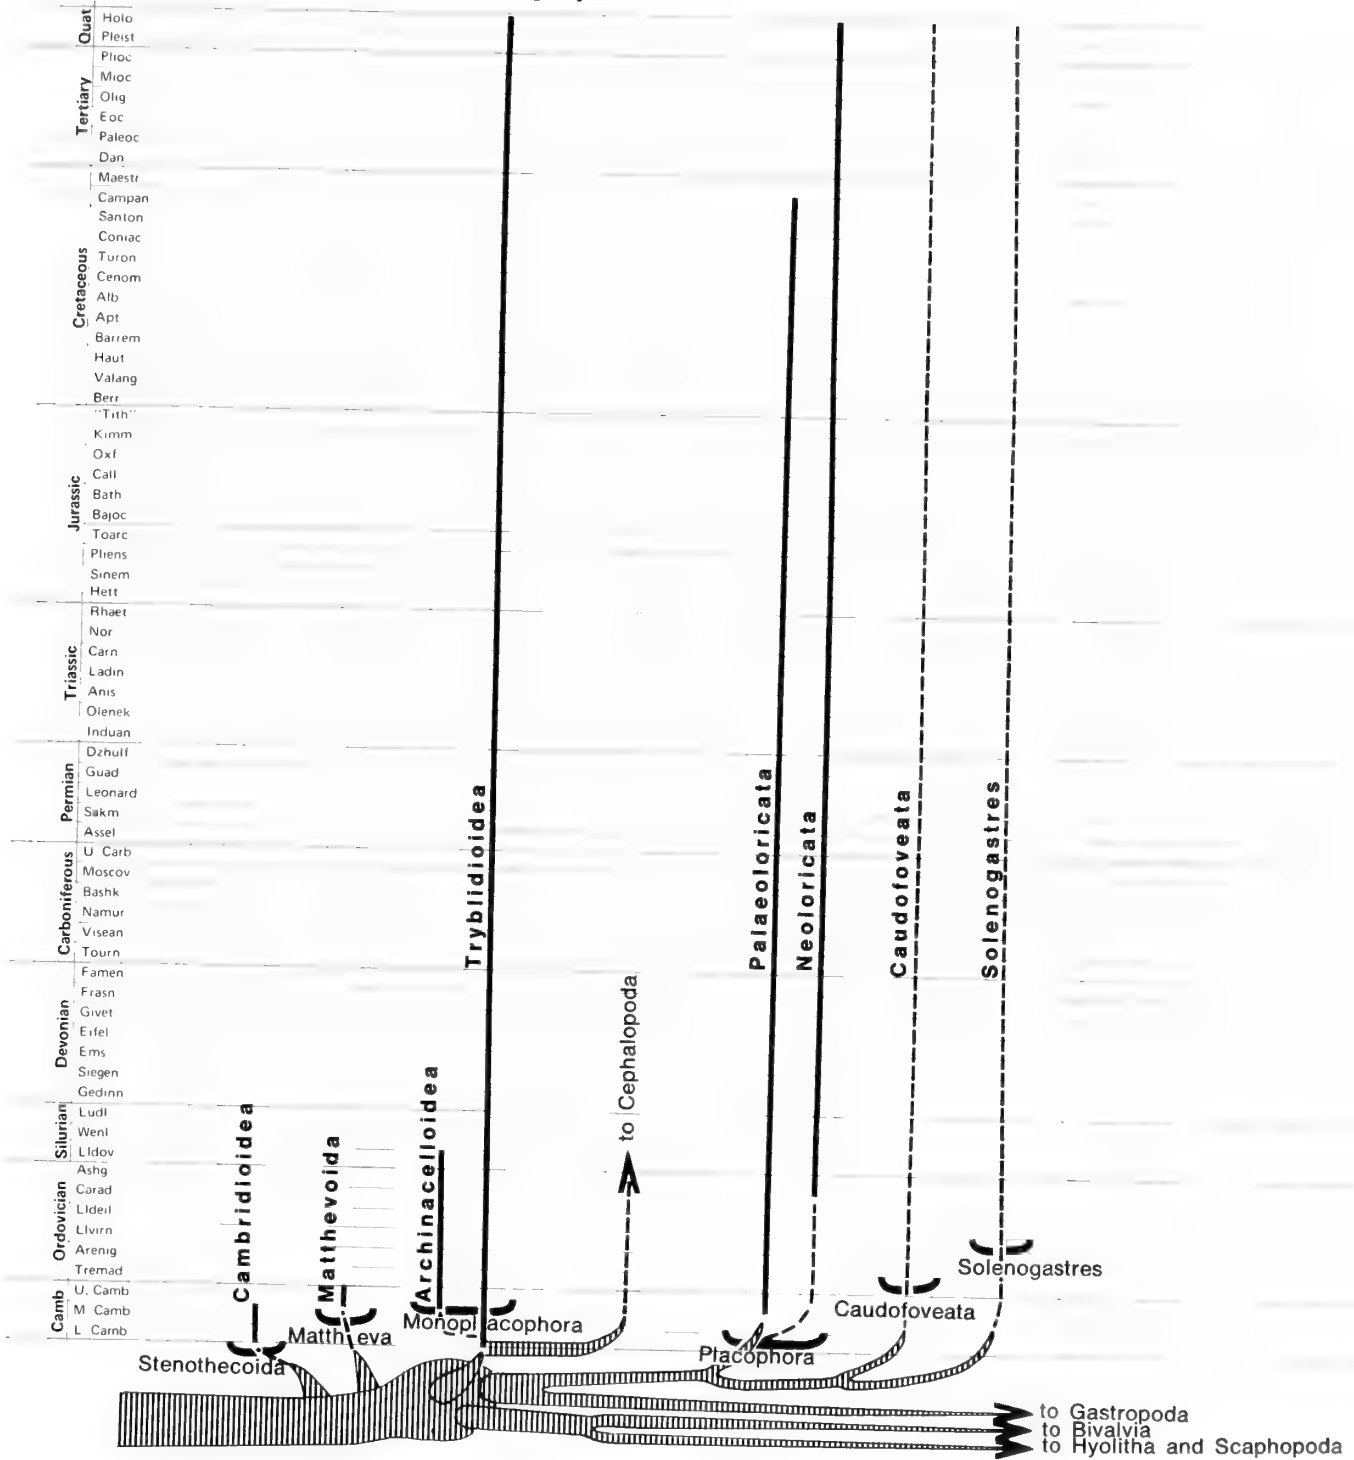 Quat
Holo
Pleist
Tertiary
Plioc
Mioc
Olig
Eoc
Paleoc
Dan
Cretaceous
Maestr
Campan
Santon
Coniac
Turon
Cenom
Alb
Apt
Barrem
Haut
Valang
Berr
Jurassic
"Tith"
Kimm
Oxf
Call
Bath
Bajoc
Toarc
Pliens
Sinem
Hett
Triassic
Rhaet
Nor
Carn
Ladin
Anis
Olenek
Induan
Permian
Dzhulf
Guad
Leonard
Sakm
Assel
Carboniferous
U Carb
Moscov
Bashk
Namur
Visean
Tourn
Devonian
Famen
Frasn
Givet
Eifel
Ems
Siegen
Gedinn
Silurian
Ludl
Wenl
Lldov
Ordovician
Ashg
Carad
Lldeil
Llvirn
Arenig
Tremad
Camb
U. Camb
M Camb
L Camb
Cambridioidea
Matthevoida
Archinacelloidea
Tryblidioidea
to Cephalopoda
Palaeoloricata
Neoloricata
Caudofoveata
Solenogastres
Stenothecoida
Matth eva
Monopl acophora
Placophora
Caudofoveata
Solenogastres
to Gastropoda
to Bivalvia
to Hyolitha and Scaphopoda